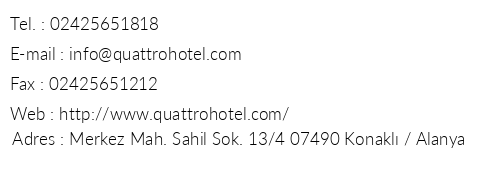 Tel. : 02425651818
E-mail : info@quattrohotel.com
Fax : 02425651212
Web : http://www.quattrohotel.com/
Adres : Merkez Mah. Sahil Sok. 13/4 07490 Konaklı / Alanya